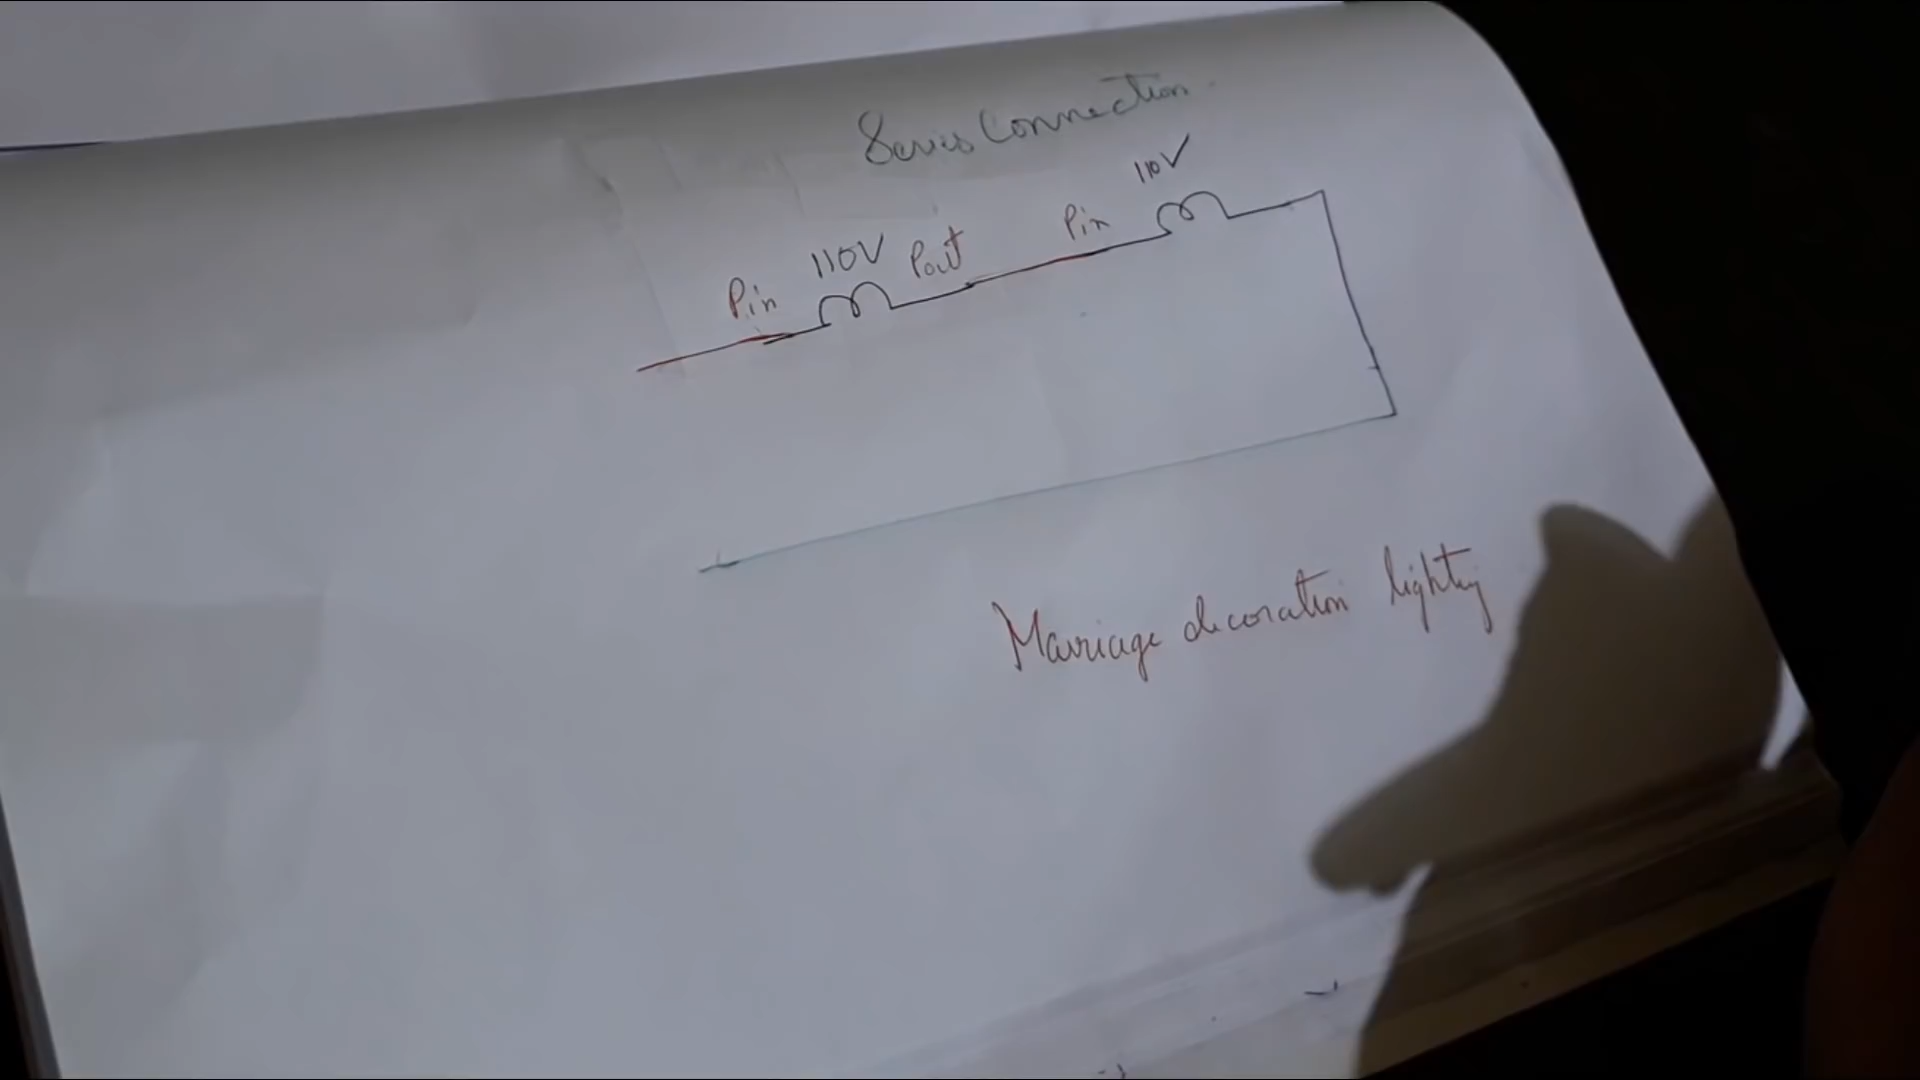 Series Connection
110V
Pin 110V Pout Pin
Marriage decoration lighting